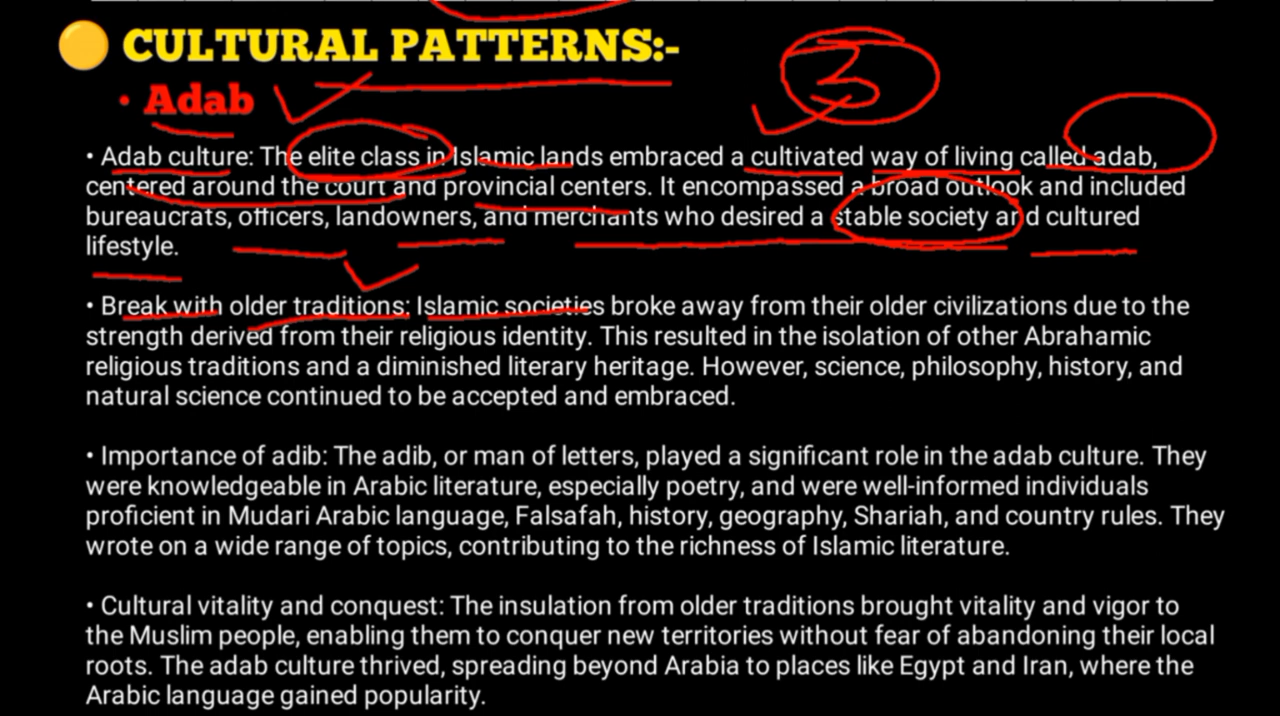 CULTURAL PATTERNS:-
• Adab
3
• Adab culture: The elite class in Islamic lands embraced a cultivated way of living called adab,
centered around the court and provincial centers. It encompassed a broad outlook and included
bureaucrats, officers, landowners, and merchants who desired a stable society and cultured
lifestyle.
• Break with older traditions: Islamic societies broke away from their older civilizations due to the
strength derived from their religious identity. This resulted in the isolation of other Abrahamic
religious traditions and a diminished literary heritage. However, science, philosophy, history, and
natural science continued to be accepted and embraced.
• Importance of adib: The adib, or man of letters, played a significant role in the adab culture. They
were knowledgeable in Arabic literature, especially poetry, and were well-informed individuals
proficient in Mudari Arabic language, Falsafah, history, geography, Shariah, and country rules. They
wrote on a wide range of topics, contributing to the richness of Islamic literature.
• Cultural vitality and conquest: The insulation from older traditions brought vitality and vigor to
the Muslim people, enabling them to conquer new territories without fear of abandoning their local
roots. The adab culture thrived, spreading beyond Arabia to places like Egypt and Iran, where the
Arabic language gained popularity.